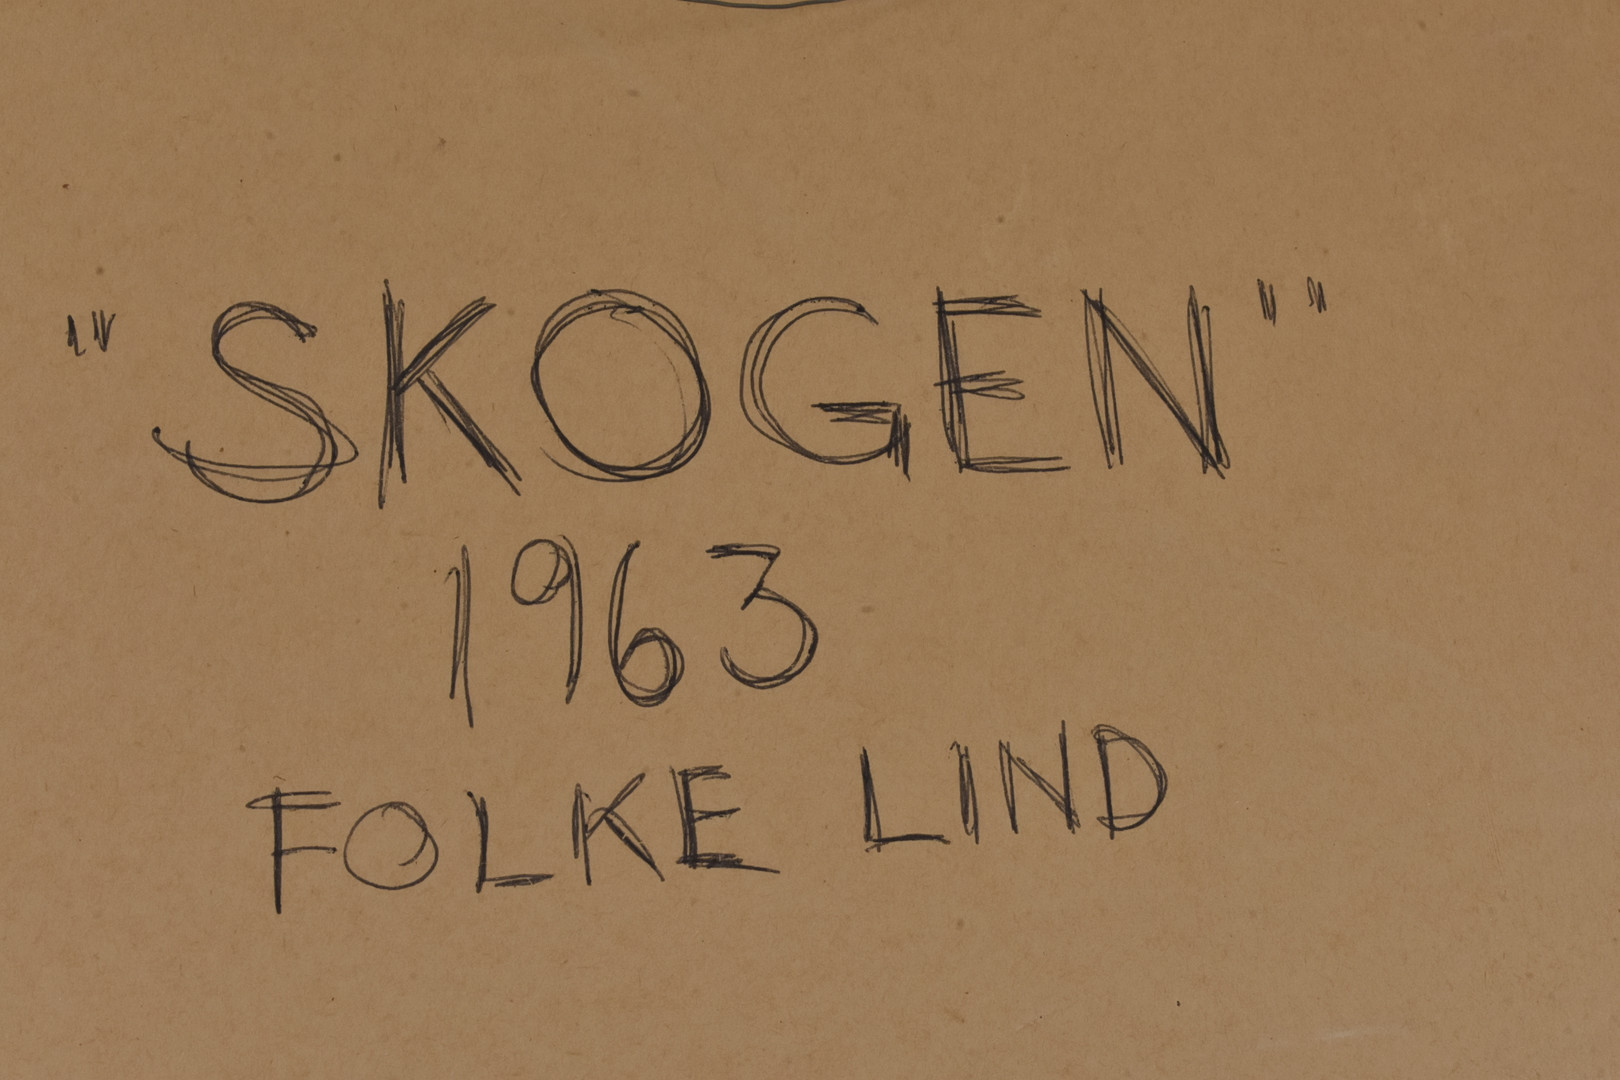 "SKOGEN"
1963
FOLKE LIND